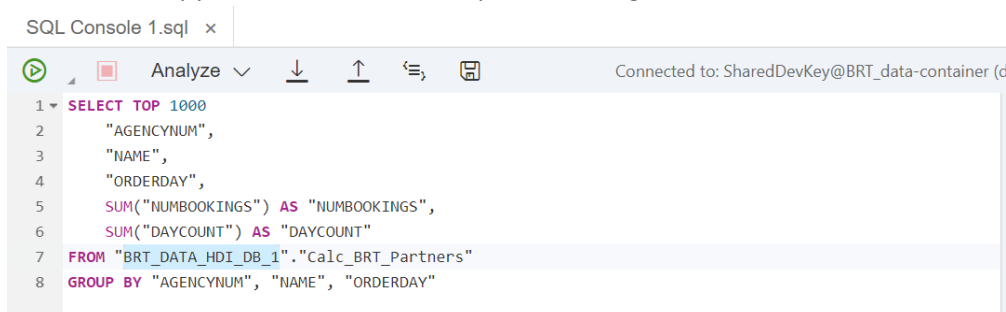 SQL Console 1.sql ×
Analyze
Connected to: SharedDevKey@BRT_data-container (d
1 SELECT TOP 1000
2 "AGENCYNUM",
3 "NAME",
4 "ORDERDAY",
5 SUM("NUMBOOKINGS") AS "NUMBOOKINGS",
6 SUM("DAYCOUNT") AS "DAYCOUNT"
7 FROM "BRT_DATA_HDI_DB_1"."Calc_BRT_Partners"
8 GROUP BY "AGENCYNUM", "NAME", "ORDERDAY"